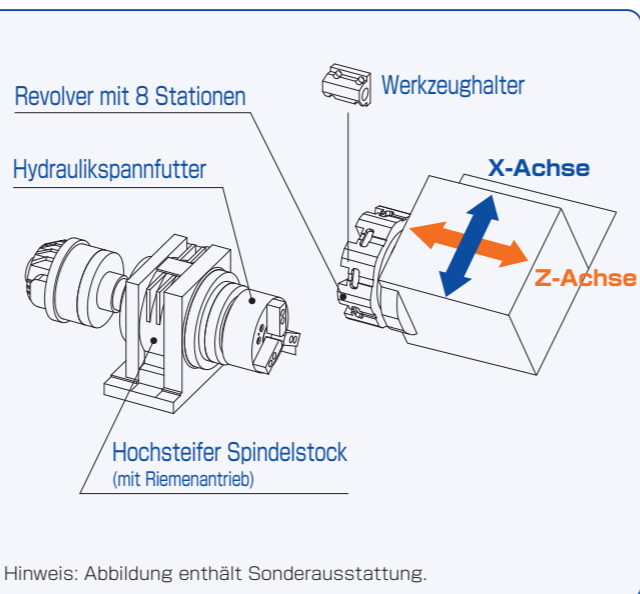 Werkzeughalter
Revolver mit 8 Stationen
Hydraulikspannfutter
X-Achse
Z-Achse
Hochsteifer Spindelstock
(mit Riemenantrieb)
Hinweis: Abbildung enthält Sonderausstattung.